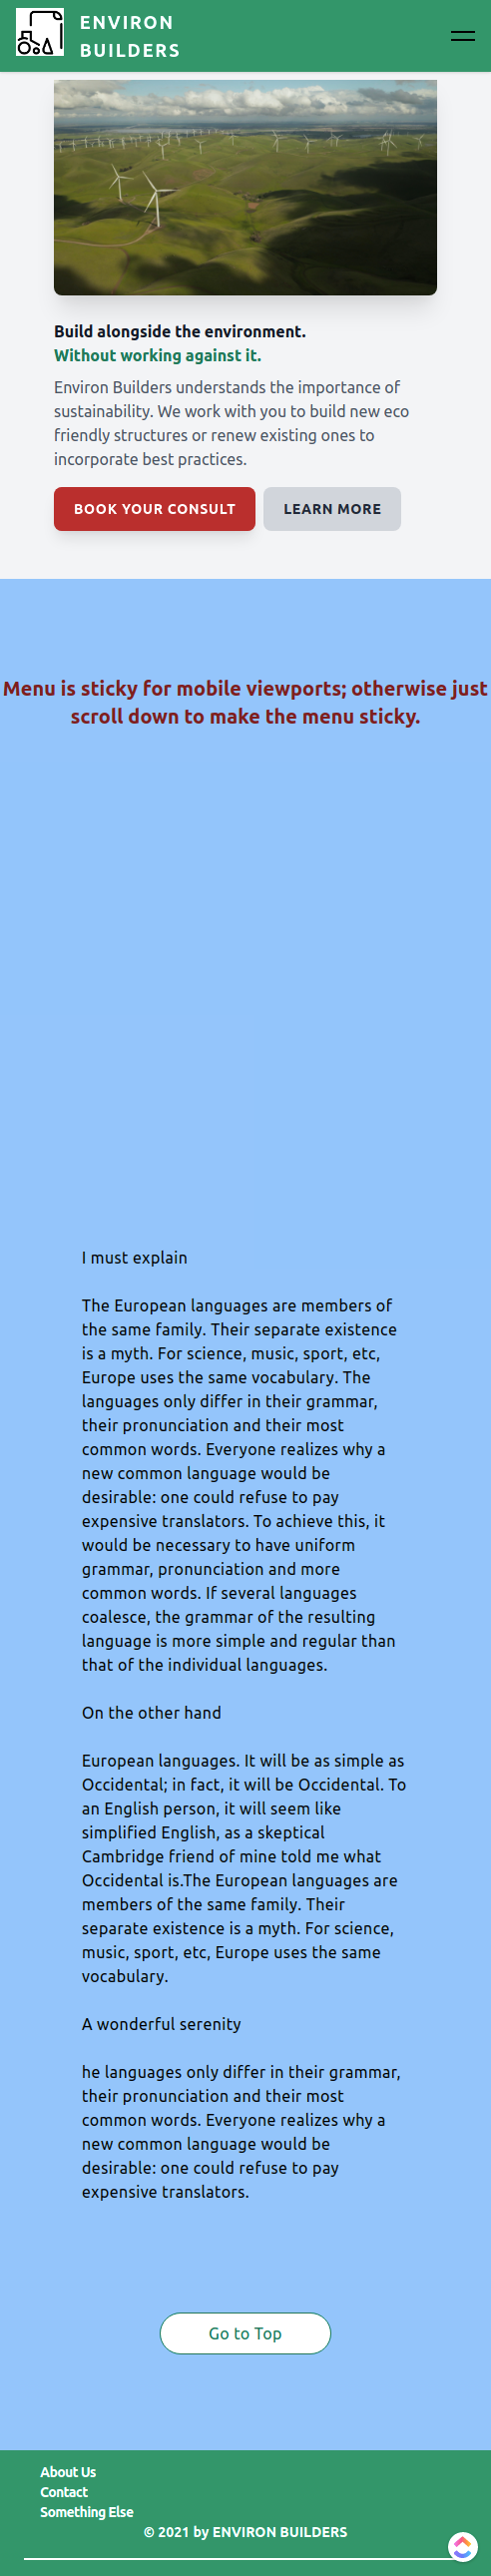 ENVIRON
BUILDERS
Build alongside the environment.
Without working against it.
Environ Builders understands the importance of
sustainability. We work with you to build new eco
friendly structures or renew existing ones to
incorporate best practices.
BOOK YOUR CONSULT
LEARN MORE
Menu is sticky for mobile viewports; otherwise just
scroll down to make the menu sticky.
I must explain
The European languages are members of
the same family. Their separate existence
is a myth. For science, music, sport, etc,
Europe uses the same vocabulary. The
languages only differ in their grammar,
their pronunciation and their most
common words. Everyone realizes why a
new common language would be
desirable: one could refuse to pay
expensive translators. To achieve this, it
would be necessary to have uniform
grammar, pronunciation and more
common words. If several languages
coalesce, the grammar of the resulting
language is more simple and regular than
that of the individual languages.
On the other hand
European languages. It will be as simple as
Occidental; in fact, it will be Occidental. To
an English person, it will seem like
simplified English, as a skeptical
Cambridge friend of mine told me what
Occidental is.The European languages are
members of the same family. Their
separate existence is a myth. For science,
music, sport, etc, Europe uses the same
vocabulary.
A wonderful serenity
he languages only differ in their grammar,
their pronunciation and their most
common words. Everyone realizes why a
new common language would be
desirable: one could refuse to pay
expensive translators.
Go to Top
About Us
Contact
Something Else
© 2021 by ENVIRON BUILDERS